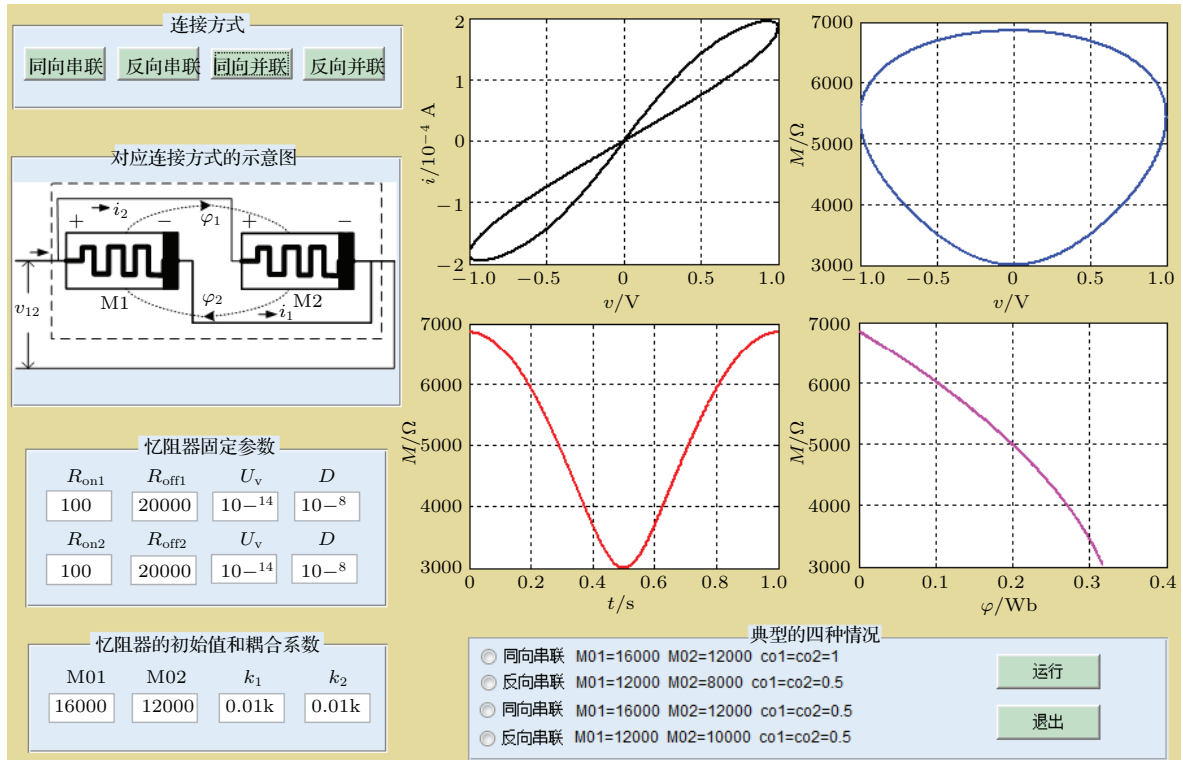 连接方式
同向串联 反向串联 同向并联 反向并联
对应连接方式的示意图
i₂ φ₁
+ − + −
M1 φ₂ M2
i₁
v₁₂
忆阻器固定参数
R_on1 R_off1 U_v D
100 20000 10−¹⁴ 10−⁸
R_on2 R_off2 U_v D
100 20000 10−¹⁴ 10−⁸
忆阻器的初始值和耦合系数
M01 M02 k₁ k₂
16000 12000 0.01k 0.01k
i/10⁻⁴ A
2
1
0
−1
−2
−1.0 −0.5 0 0.5 1.0
v/V
M/Ω
7000
6000
5000
4000
3000
−1.0 −0.5 0 0.5 1.0
v/V
M/Ω
7000
6000
5000
4000
3000
0 0.2 0.4 0.6 0.8 1.0
t/s
M/Ω
7000
6000
5000
4000
3000
0 0.1 0.2 0.3 0.4
φ/Wb
典型的四种情况
同向串联 M01=16000 M02=12000 co1=co2=1
反向串联 M01=12000 M02=8000 co1=co2=0.5
同向串联 M01=16000 M02=12000 co1=co2=0.5
反向串联 M01=12000 M02=10000 co1=co2=0.5
运行
退出